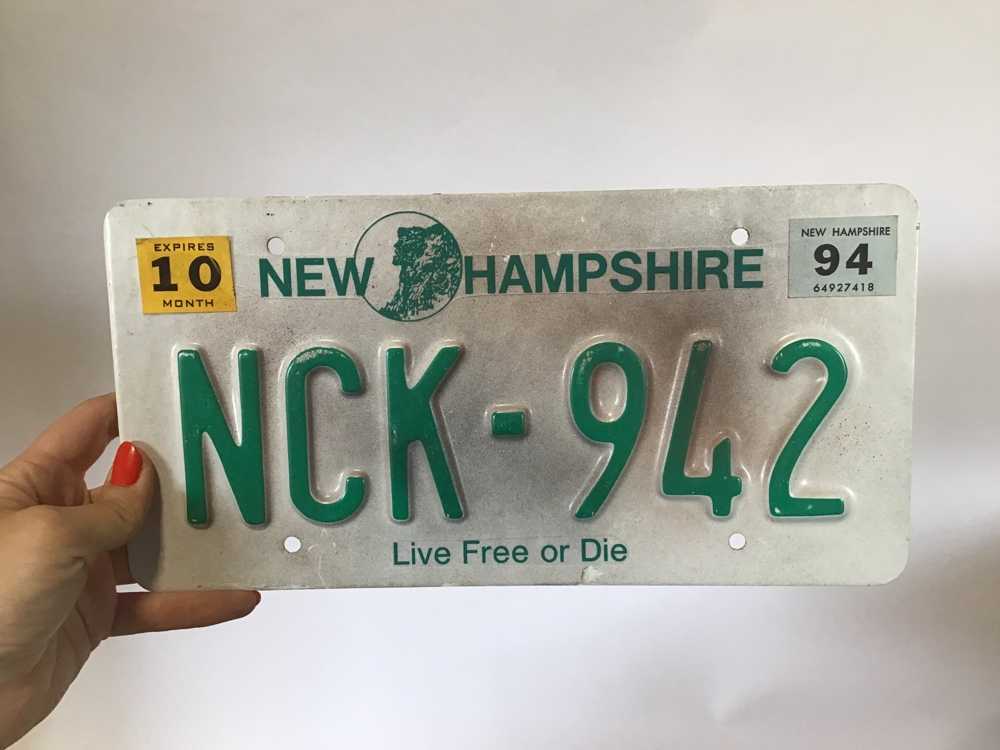 EXPIRES
10
MONTH
NEW HAMPSHIRE
NEW HAMPSHIRE
94
64927418
NCK-942
Live Free or Die